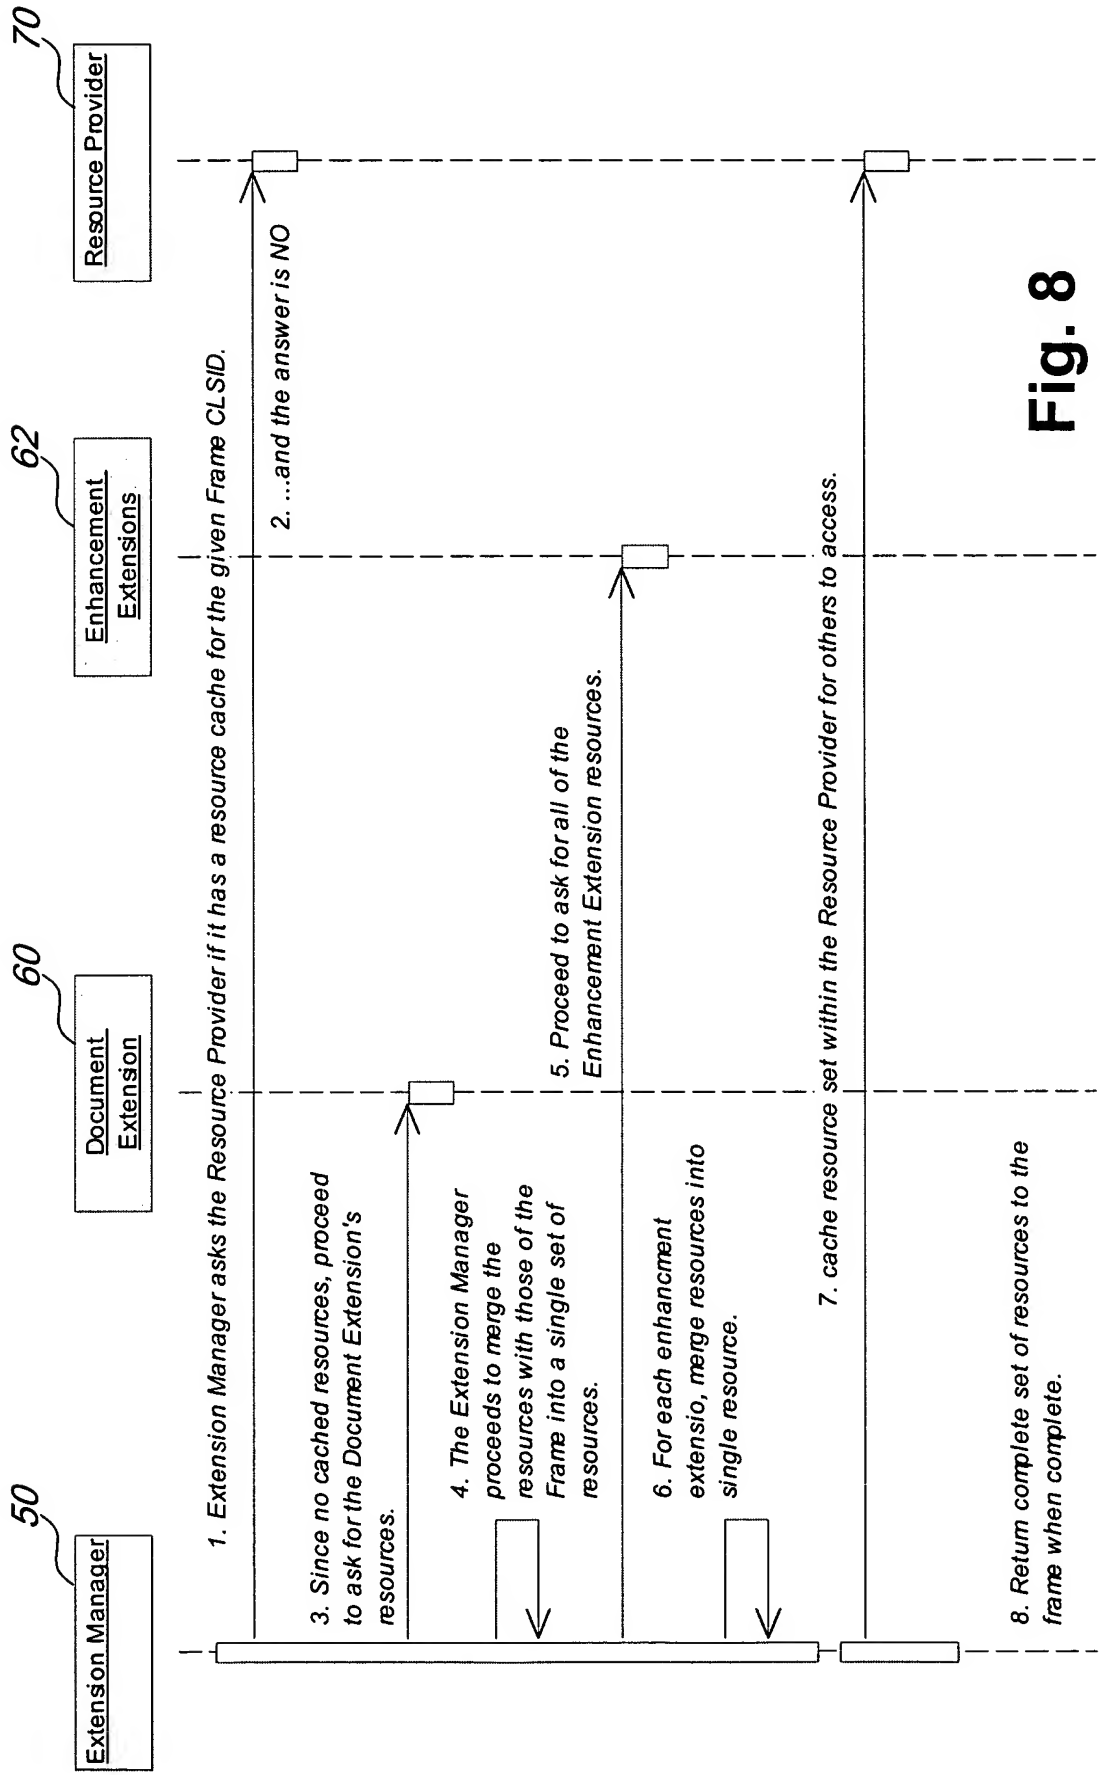 50
Extension Manager
60
Document
Extension
62
Enhancement
Extensions
70
Resource Provider
1. Extension Manager asks the Resource Provider if it has a resource cache for the given Frame CLSID.
2. ...and the answer is NO
3. Since no cached resources, proceed
to ask for the Document Extension's
resources.
4. The Extension Manager
proceeds to merge the
resources with those of the
Frame into a single set of
resources.
5. Proceed to ask for all of the
Enhancement Extension resources.
6. For each enhancment
extensio, merge resources into
single resource.
7. cache resource set within the Resource Provider for others to access.
8. Return complete set of resources to the
frame when complete.
Fig. 8